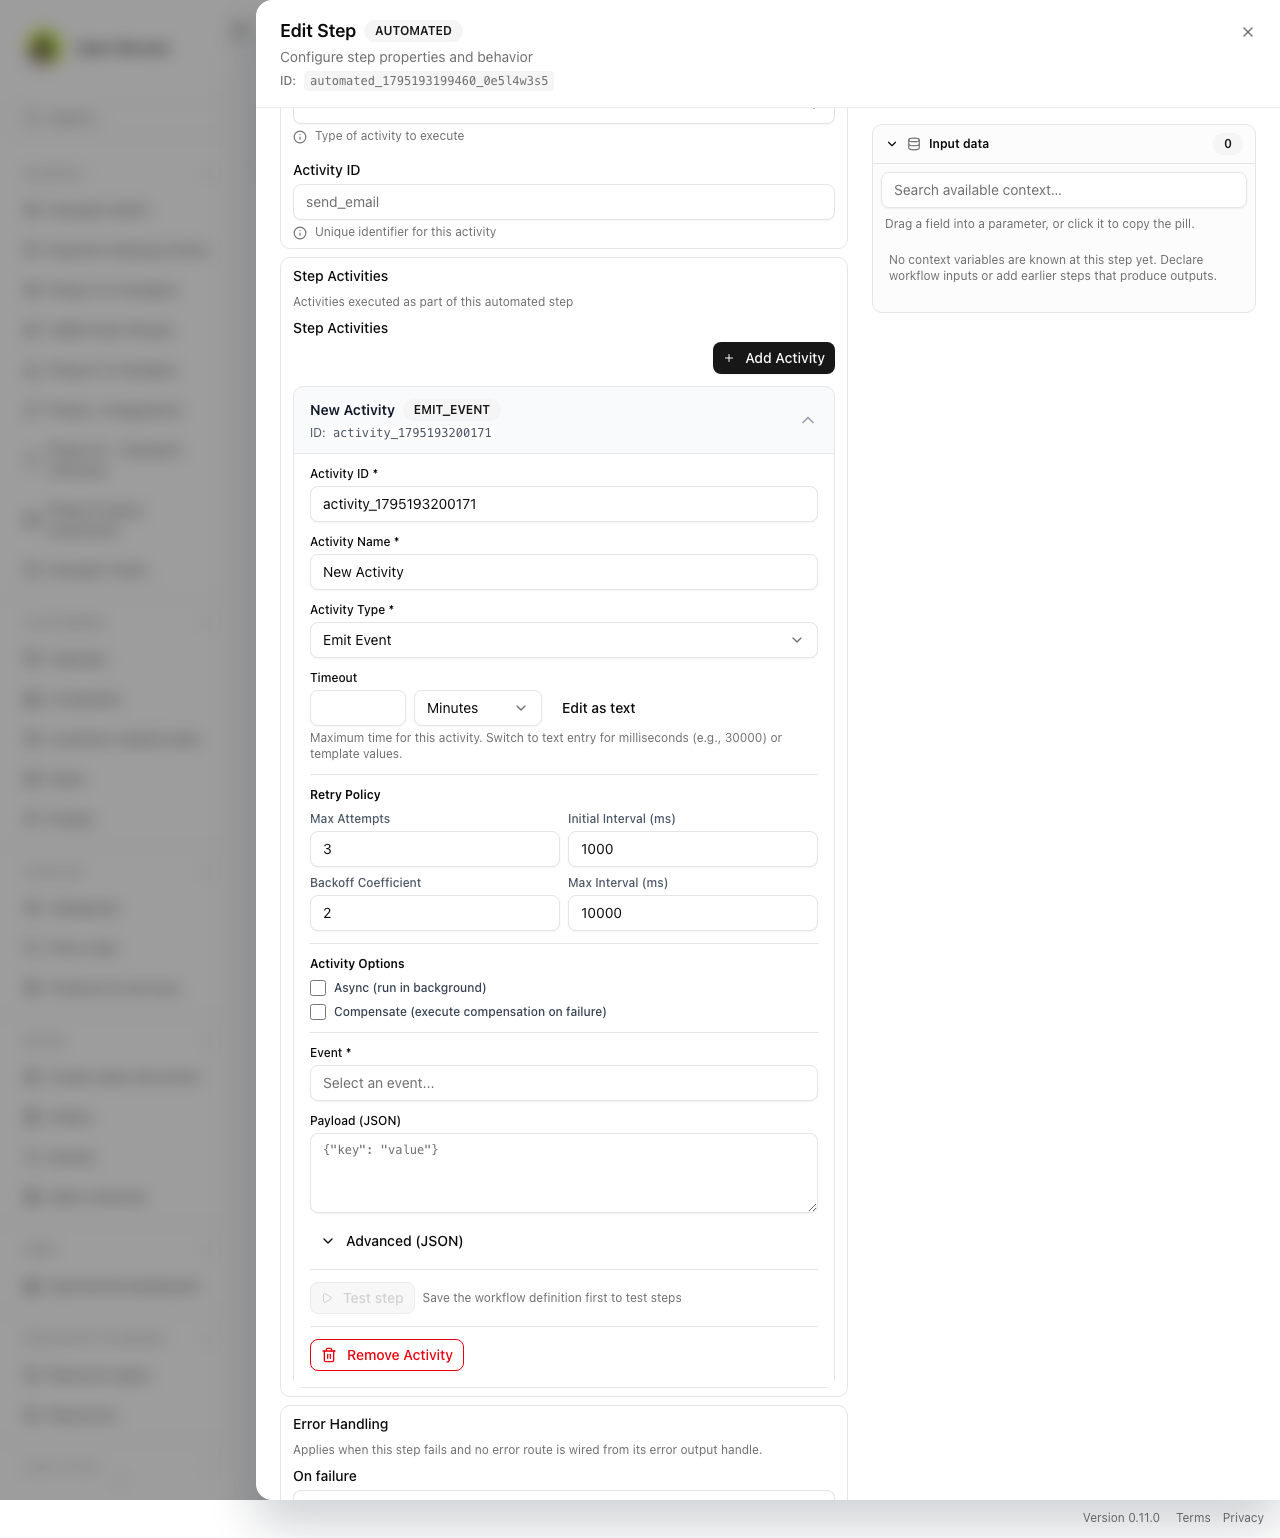 Edit Step
AUTOMATED
Configure step properties and behavior
ID: automated_1795193199460_0e5l4w3s5
Type of activity to execute
Activity ID
send_email
Unique identifier for this activity
Step Activities
Activities executed as part of this automated step
Step Activities
Add Activity
New Activity
EMIT_EVENT
ID: activity_1795193200171
Activity ID *
activity_1795193200171
Activity Name *
New Activity
Activity Type *
Emit Event
Timeout
Minutes
Edit as text
Maximum time for this activity. Switch to text entry for milliseconds (e.g., 30000) or
template values.
Retry Policy
Max Attempts
Initial Interval (ms)
3
1000
Backoff Coefficient
Max Interval (ms)
2
10000
Activity Options
Async (run in background)
Compensate (execute compensation on failure)
Event *
Select an event...
Payload (JSON)
{"key": "value"}
Advanced (JSON)
Test step
Save the workflow definition first to test steps
Remove Activity
Error Handling
Applies when this step fails and no error route is wired from its error output handle.
On failure
Input data
0
Search available context...
Drag a field into a parameter, or click it to copy the pill.
No context variables are known at this step yet. Declare
workflow inputs or add earlier steps that produce outputs.
Version 0.11.0
Terms
Privacy